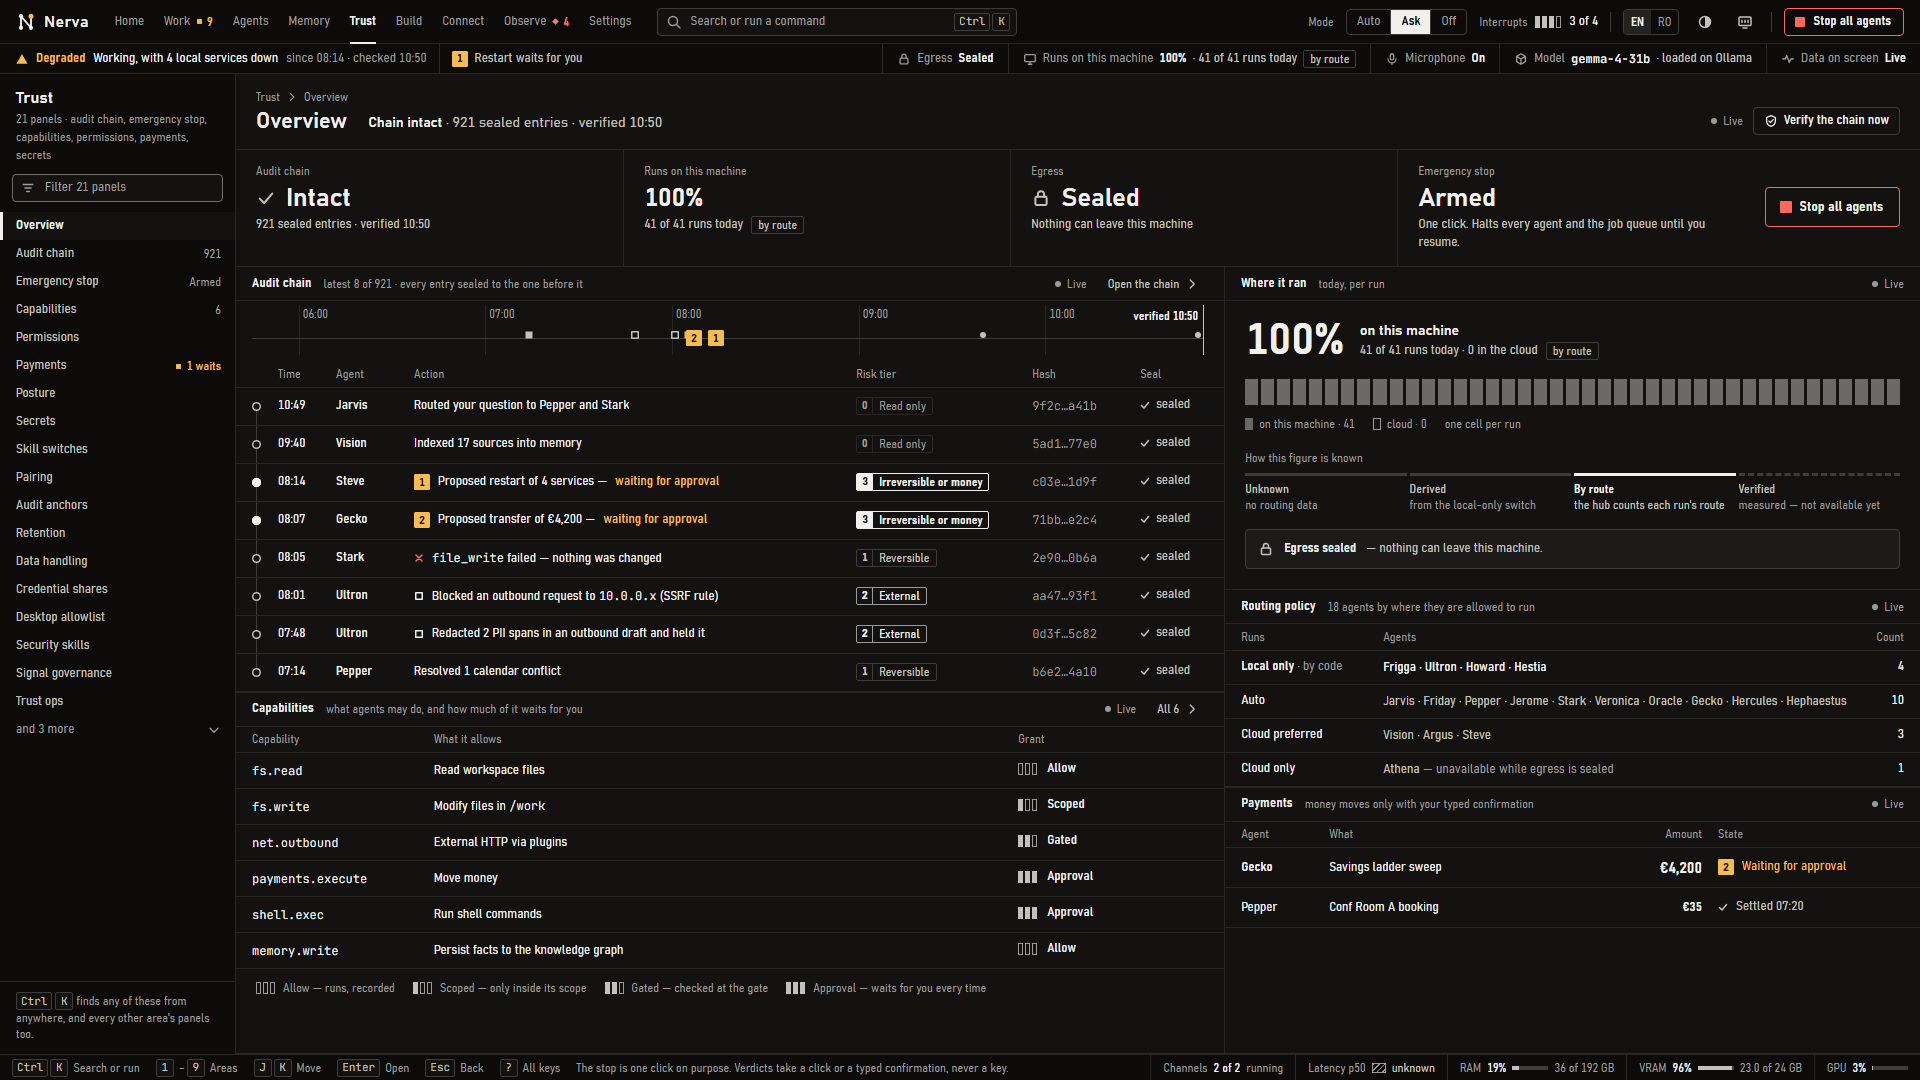 Nerva Home Work 9 Agents Memory Trust Build Connect Observe 4 Settings Search or run a command Ctrl K Mode Auto Ask Off Interrupts 3 of 4 EN RO Stop all agents
Degraded Working, with 4 local services down since 08:14 · checked 10:50 1 Restart waits for you Egress Sealed Runs on this machine 100% · 41 of 41 runs today by route Microphone On Model gemma-4-31b · loaded on Ollama Data on screen Live
Trust
21 panels · audit chain, emergency stop,
capabilities, permissions, payments,
secrets
Filter 21 panels
Overview
Audit chain 921
Emergency stop Armed
Capabilities 6
Permissions
Payments 1 waits
Posture
Secrets
Skill switches
Pairing
Audit anchors
Retention
Data handling
Credential shares
Desktop allowlist
Security skills
Signal governance
Trust ops
and 3 more
Ctrl K finds any of these from
anywhere, and every other area's panels
too.
Trust > Overview
Overview Chain intact · 921 sealed entries · verified 10:50 Live Verify the chain now
Audit chain
Intact
921 sealed entries · verified 10:50
Runs on this machine
100%
41 of 41 runs today by route
Egress
Sealed
Nothing can leave this machine
Emergency stop
Armed
One click. Halts every agent and the job queue until you
resume.
Stop all agents
Audit chain latest 8 of 921 · every entry sealed to the one before it Live Open the chain
06:00 07:00 08:00 09:00 10:00 verified 10:50
2 1
Time Agent Action Risk tier Hash Seal
10:49 Jarvis Routed your question to Pepper and Stark 0 Read only 9f2c…a41b sealed
09:40 Vision Indexed 17 sources into memory 0 Read only 5ad1…77e0 sealed
08:14 Steve 1 Proposed restart of 4 services — waiting for approval 3 Irreversible or money c03e…1d9f sealed
08:07 Gecko 2 Proposed transfer of €4,200 — waiting for approval 3 Irreversible or money 71bb…e2c4 sealed
08:05 Stark file_write failed — nothing was changed 1 Reversible 2e90…0b6a sealed
08:01 Ultron Blocked an outbound request to 10.0.0.x (SSRF rule) 2 External aa47…93f1 sealed
07:48 Ultron Redacted 2 PII spans in an outbound draft and held it 2 External 0d3f…5c82 sealed
07:14 Pepper Resolved 1 calendar conflict 1 Reversible b6e2…4a10 sealed
Capabilities what agents may do, and how much of it waits for you Live All 6
Capability What it allows Grant
fs.read Read workspace files Allow
fs.write Modify files in /work Scoped
net.outbound External HTTP via plugins Gated
payments.execute Move money Approval
shell.exec Run shell commands Approval
memory.write Persist facts to the knowledge graph Allow
Allow — runs, recorded Scoped — only inside its scope Gated — checked at the gate Approval — waits for you every time
Where it ran today, per run Live
100% on this machine
41 of 41 runs today · 0 in the cloud by route
on this machine · 41 cloud · 0 one cell per run
How this figure is known
Unknown Derived By route Verified
no routing data from the local-only switch the hub counts each run's route measured — not available yet
Egress sealed — nothing can leave this machine.
Routing policy 18 agents by where they are allowed to run Live
Runs Agents Count
Local only · by code Frigga · Ultron · Howard · Hestia 4
Auto Jarvis · Friday · Pepper · Jerome · Stark · Veronica · Oracle · Gecko · Hercules · Hephaestus 10
Cloud preferred Vision · Argus · Steve 3
Cloud only Athena — unavailable while egress is sealed 1
Payments money moves only with your typed confirmation Live
Agent What Amount State
Gecko Savings ladder sweep €4,200 2 Waiting for approval
Pepper Conf Room A booking €35 Settled 07:20
Ctrl K Search or run 1 – 9 Areas J K Move Enter Open Esc Back ? All keys The stop is one click on purpose. Verdicts take a click or a typed confirmation, never a key. Channels 2 of 2 running Latency p50 unknown RAM 19% 36 of 192 GB VRAM 96% 23.0 of 24 GB GPU 3%